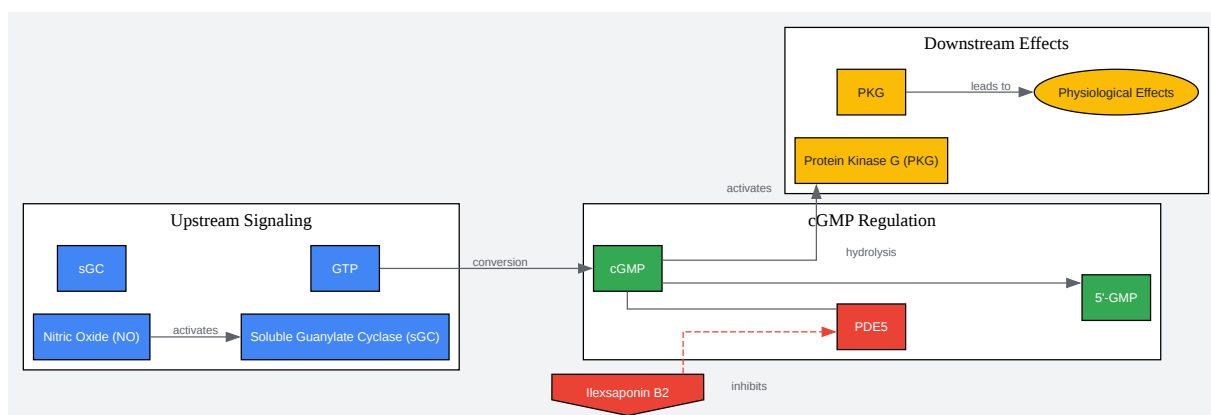 Downstream Effects
PKG
leads to
Physiological Effects
Protein Kinase G (PKG)
activates
Upstream Signaling
cGMP Regulation
sGC
GTP
conversion
cGMP
hydrolysis
5'-GMP
Nitric Oxide (NO)
activates
Soluble Guanylate Cyclase (sGC)
PDE5
Ilexsaponin B2
inhibits